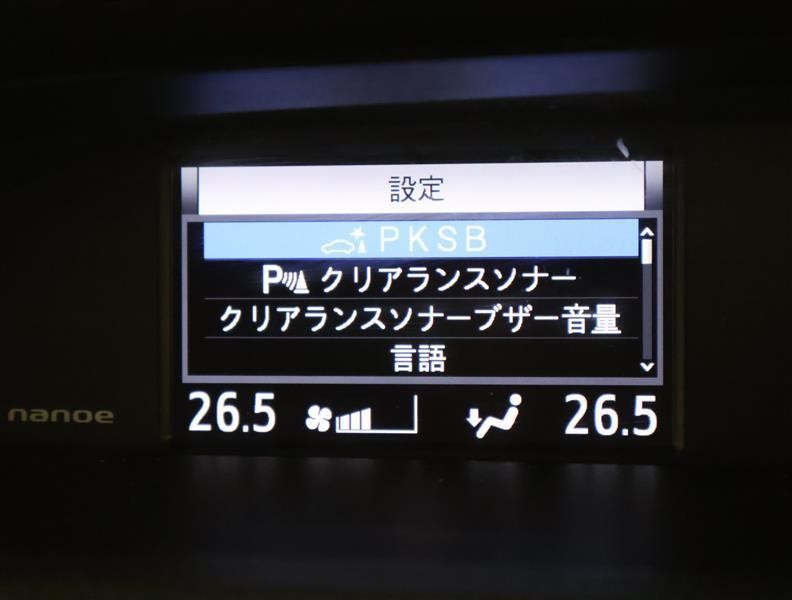 設定
PKSB
P クリアランスソナー
クリアランスソナーブザー音量
言語
26.5 26.5
nanoe